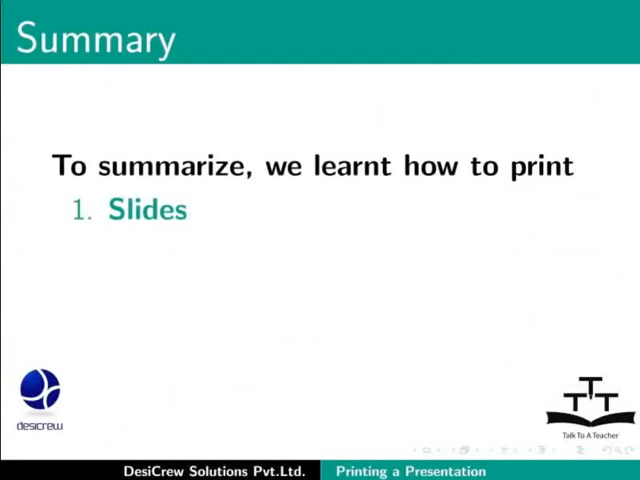 Summary
To summarize, we learnt how to print
1. Slides
desicrew
TTT
Talk To A Teacher
DesiCrew Solutions Pvt.Ltd. Printing a Presentation